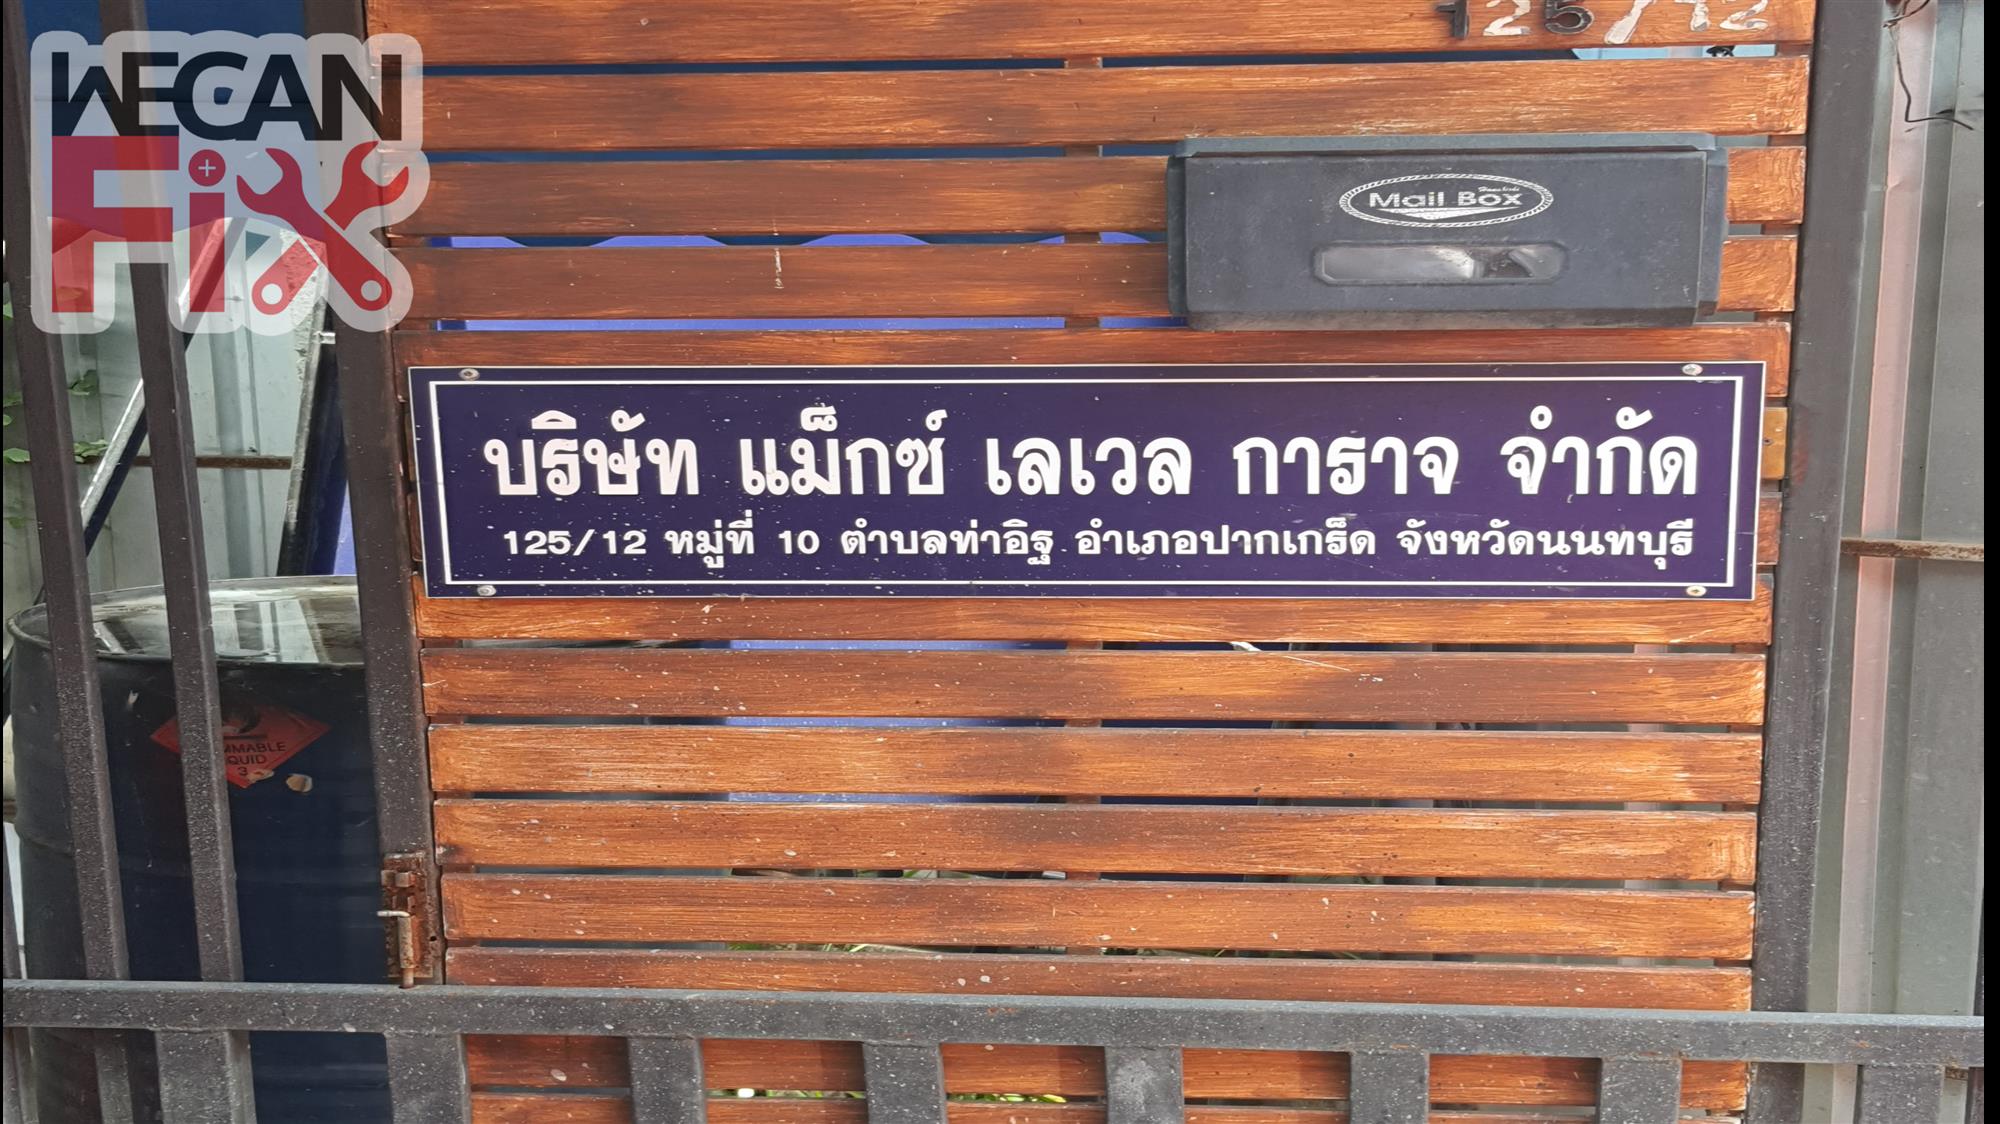 125/12
WECAN
Fix
Mail Box
บริษัท แม็กซ์ เลเวล การาจ จำกัด
125/12 หมู่ที่ 10 ตำบลท่าอิฐ อำเภอปากเกร็ด จังหวัดนนทบุรี
3